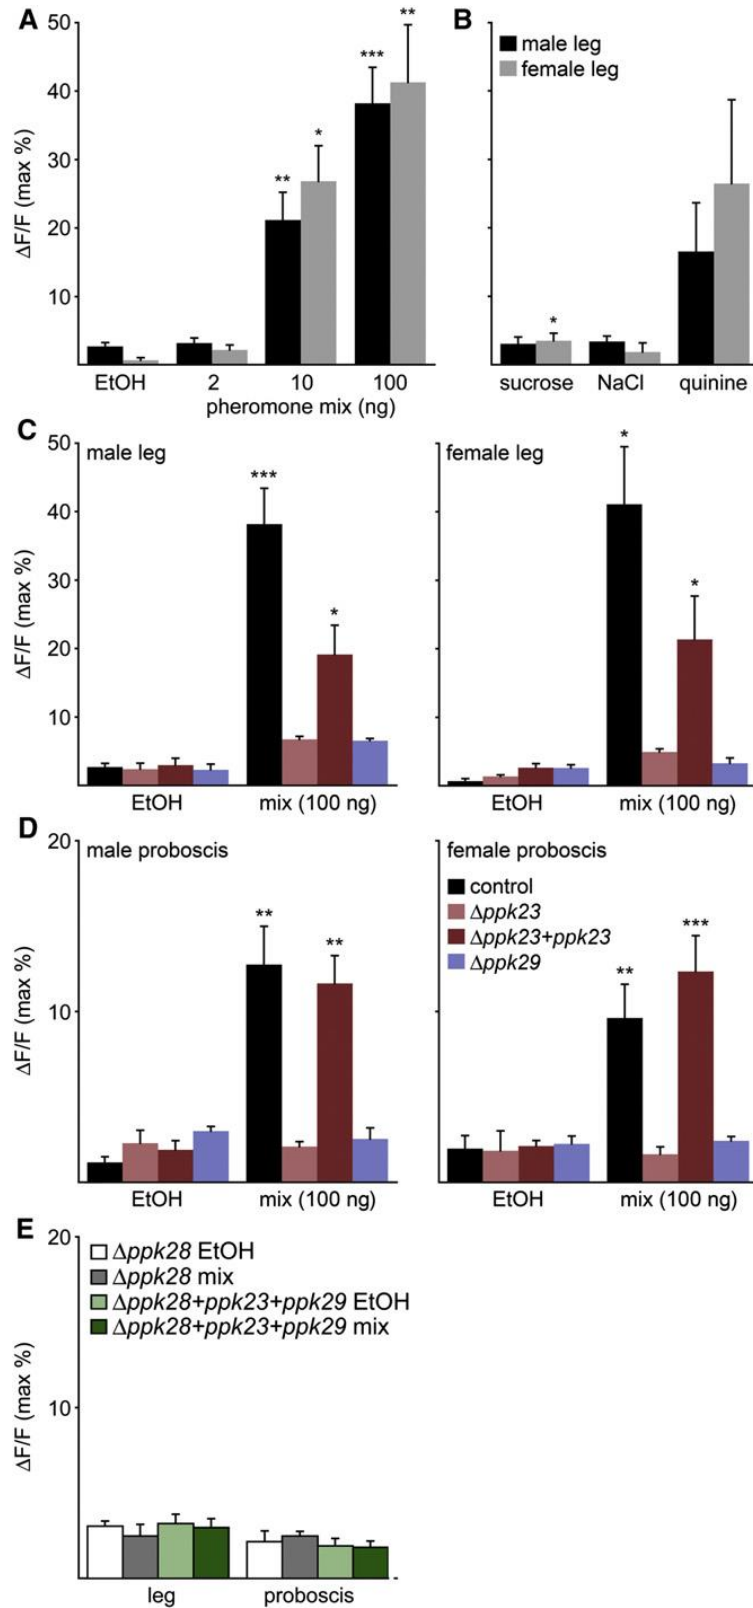 A
50
40
30
20
10
ΔF/F (max %)
** * *** **
EtOH 2 10 100
pheromone mix (ng)
B
male leg
female leg
*
sucrose NaCl quinine
C
50
40
30
20
10
ΔF/F (max %)
male leg
*** *
EtOH mix (100 ng)
female leg
* *
EtOH mix (100 ng)
D
20
10
ΔF/F (max %)
male proboscis
** **
EtOH mix (100 ng)
female proboscis
control
Δppk23
Δppk23+ppk23
Δppk29
** ***
EtOH mix (100 ng)
E
20
10
ΔF/F (max %)
Δppk28 EtOH
Δppk28 mix
Δppk28+ppk23+ppk29 EtOH
Δppk28+ppk23+ppk29 mix
leg proboscis